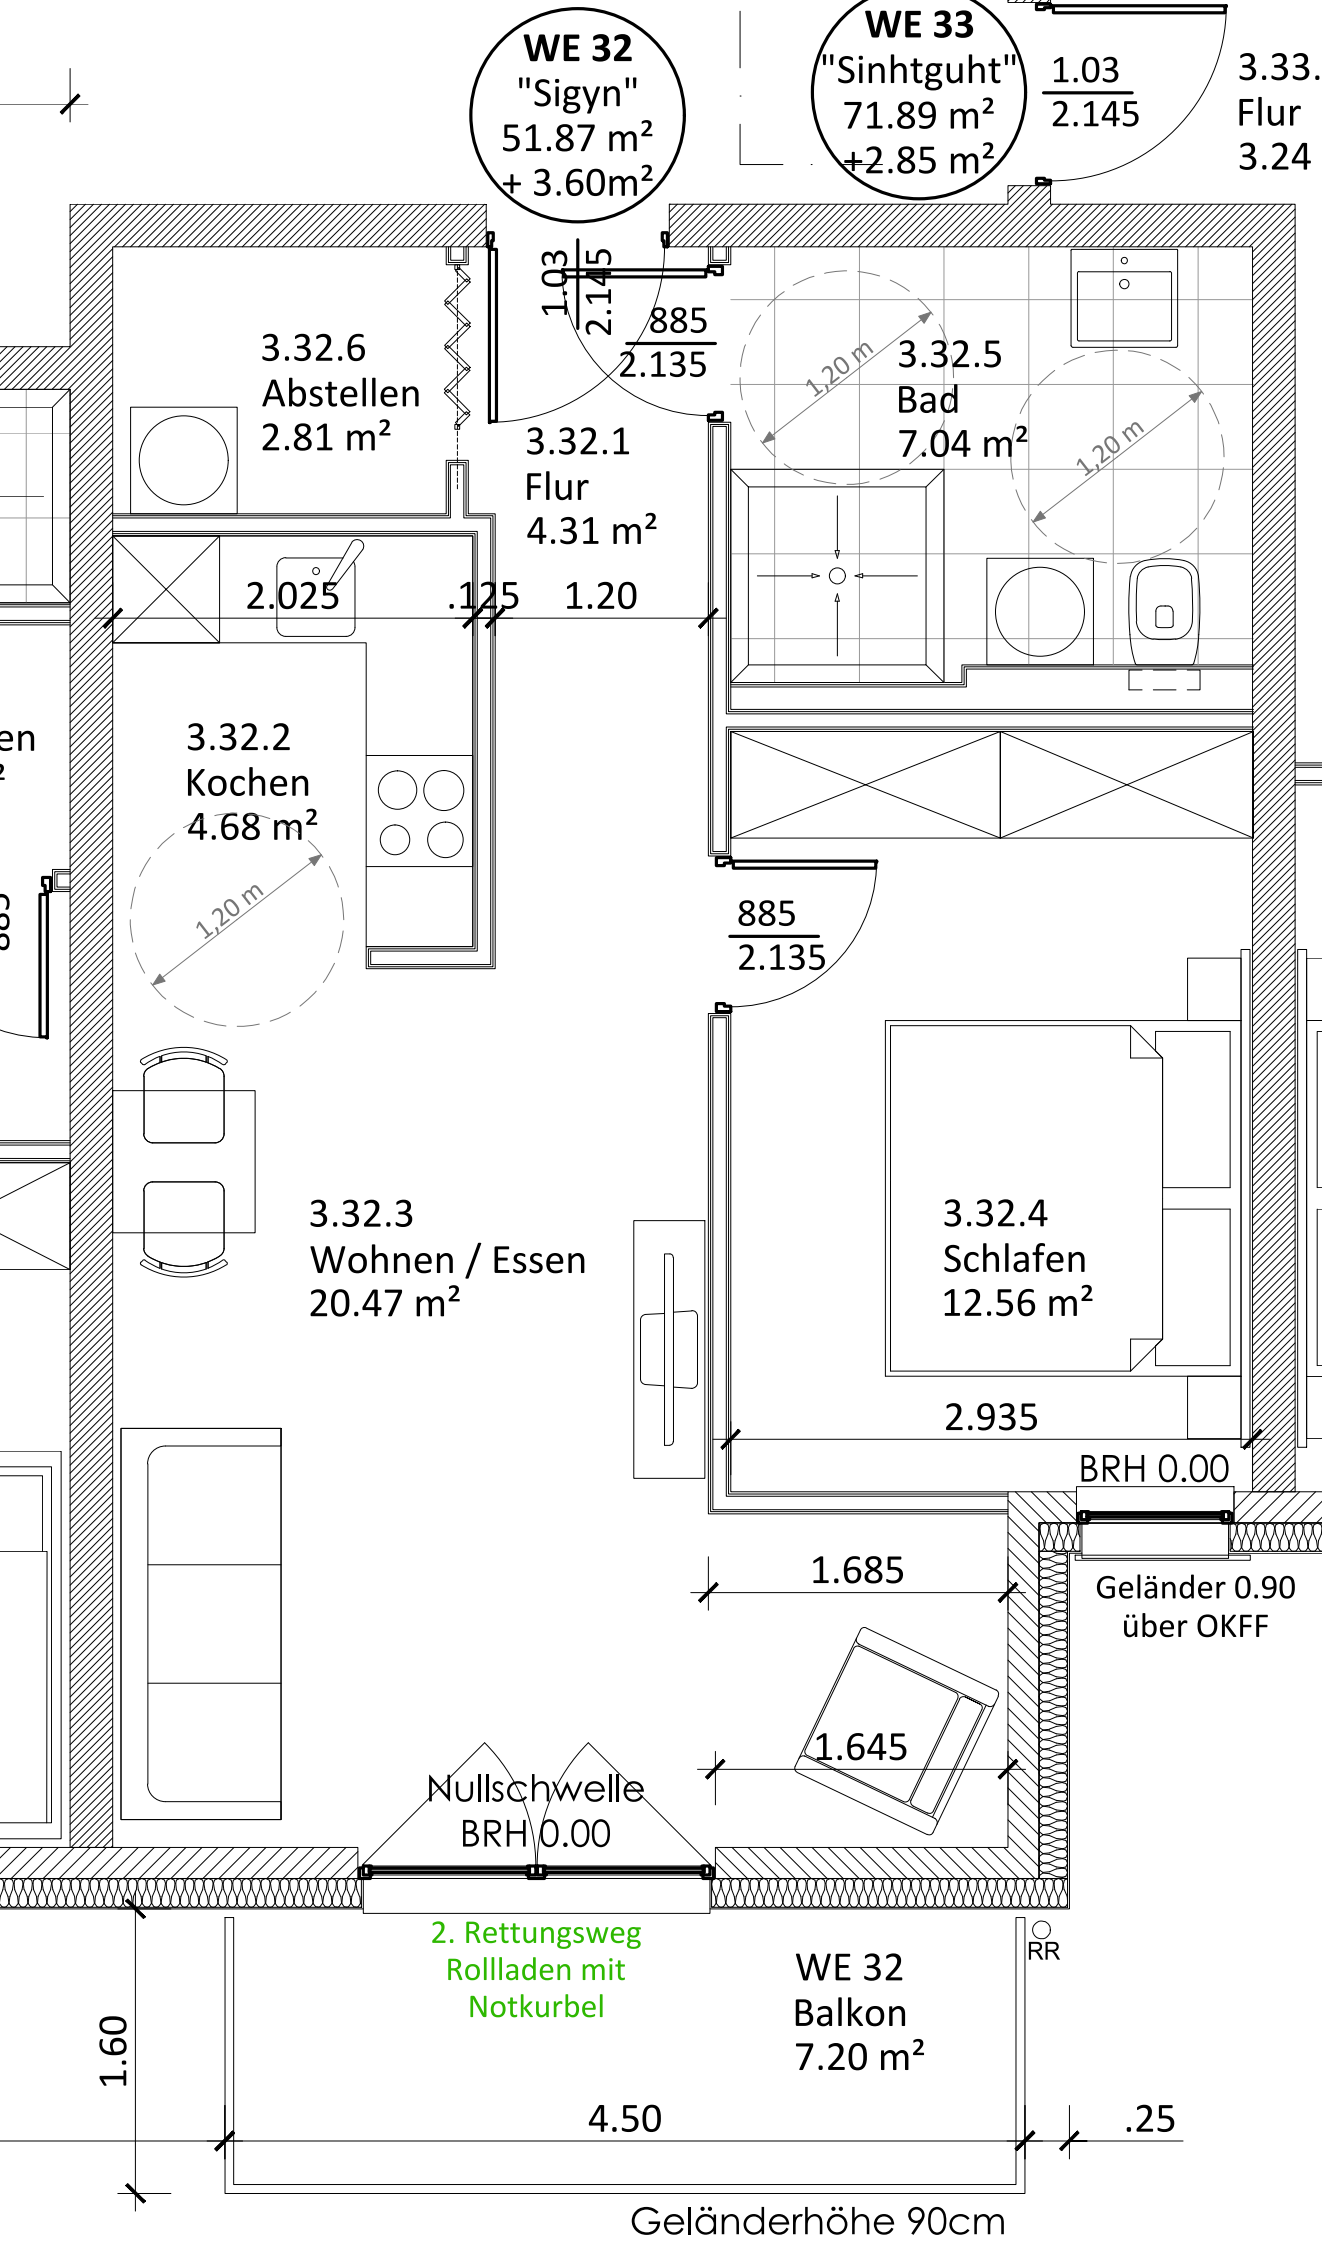 WE 32
"Sigyn"
51.87 m²
+ 3.60m²
WE 33
"Sinhtguht"
71.89 m²
+2.85 m²
1.03
2.145
3.33.
Flur
3.24
1.03
2.145
885
2.135
3.32.6
Abstellen
2.81 m²
3.32.5
Bad
7.04 m²
1,20 m
1,20 m
3.32.1
Flur
4.31 m²
2.025
.125
1.20
3.32.2
Kochen
4.68 m²
1,20 m
en
²
885
885
2.135
3.32.3
Wohnen / Essen
20.47 m²
3.32.4
Schlafen
12.56 m²
2.935
BRH 0.00
1.685
Geländer 0.90
über OKFF
1.645
Nullschwelle
BRH 0.00
2. Rettungsweg
Rollladen mit
Notkurbel
WE 32
Balkon
7.20 m²
RR
1.60
4.50
.25
Geländerhöhe 90cm